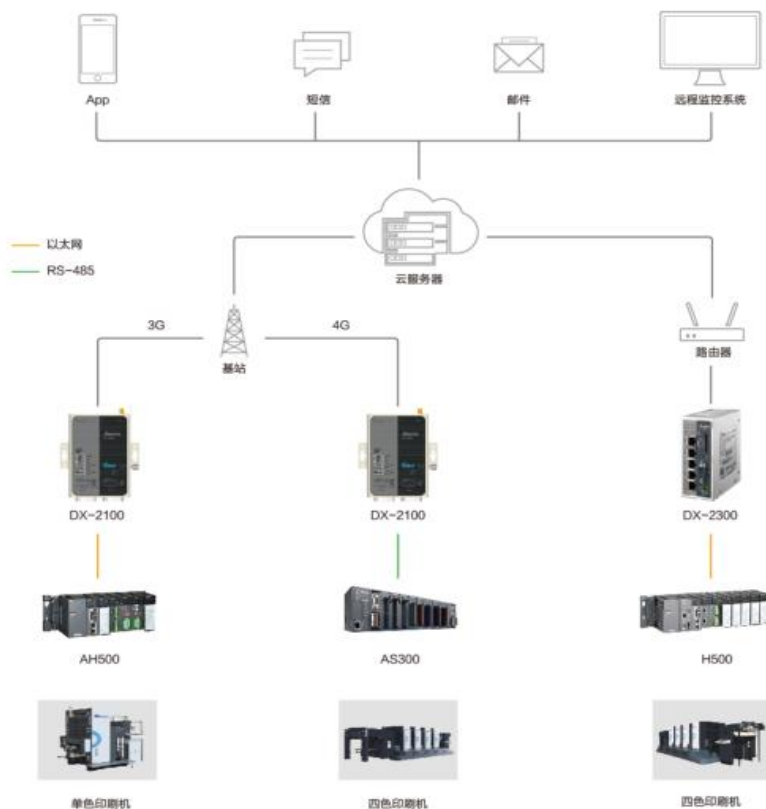 App
短信
邮件
远程监控系统
以太网
RS-485
云服务器
3G
4G
基站
路由器
DX-2100
DX-2100
DX-2300
AH500
AS300
H500
单色印刷机
四色印刷机
四色印刷机